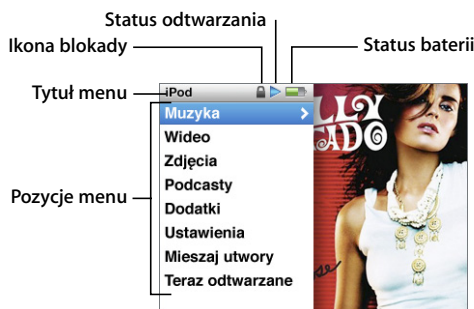 Status odtwarzania
Ikona blokady
Status baterii
Tytuł menu
iPod
Muzyka
Wideo
Zdjęcia
Pozycje menu
Podcasty
Dodatki
Ustawienia
Mieszaj utwory
Teraz odtwarzane